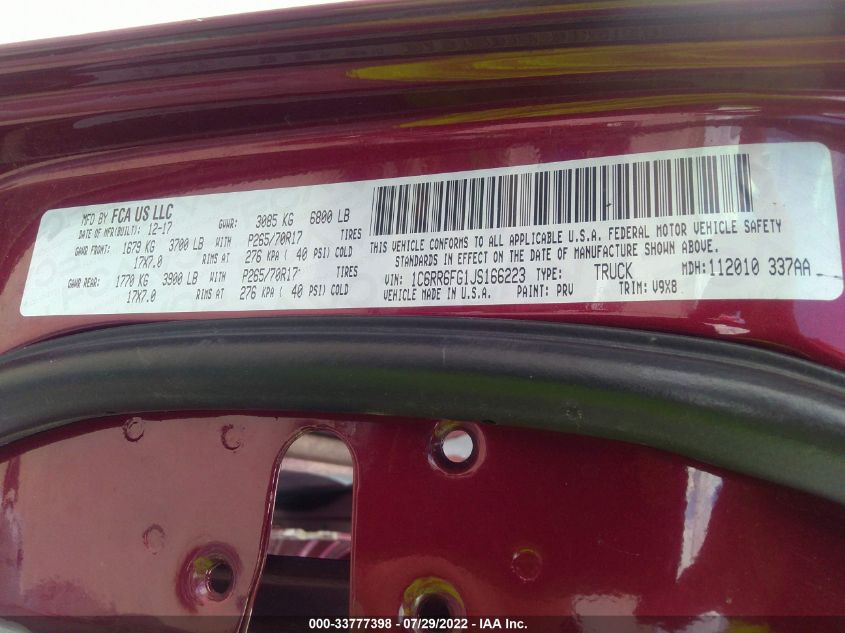 MFD BY FCA US LLC
DATE OF MFD(BUILT): 12-17 GVWR: 3085 KG 6800 LB
GAWR FRONT: 1679 KG 3700 LB WITH P265/70R17 TIRES
17X7.0 RIMS AT 276 KPA ( 40 PSI) COLD
GAWR REAR: 1770 KG 3900 LB WITH P265/70R17 TIRES
17X7.0 RIMS AT 276 KPA ( 40 PSI) COLD
THIS VEHICLE CONFORMS TO ALL APPLICABLE U.S.A. FEDERAL MOTOR VEHICLE SAFETY
STANDARDS IN EFFECT ON THE DATE OF MANUFACTURE SHOWN ABOVE.
VIN: 1C6RR6FG1JS166223 TYPE: TRUCK MDH:112010 337AA
MADE IN U.S.A. PAINT: PRV TRIM: V9X8
000-33777398 - 07/29/2022 - IAA Inc.